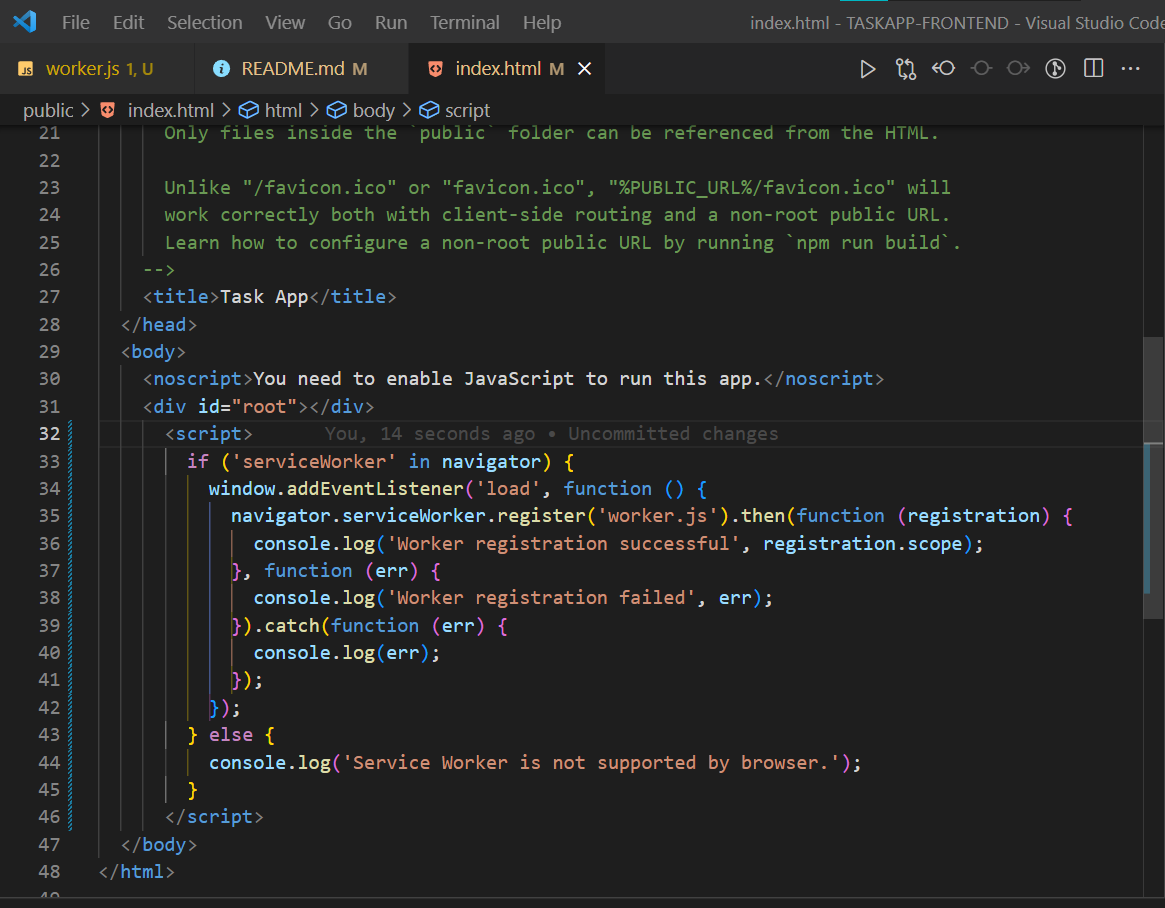 File Edit Selection View Go Run Terminal Help index.html - TASKAPP-FRONTEND - Visual Studio Code
JS worker.js 1, U README.md M index.html M
public > index.html > html > body > script
21 Only files inside the `public` folder can be referenced from the HTML.
22
23 Unlike "/favicon.ico" or "favicon.ico", "%PUBLIC_URL%/favicon.ico" will
24 work correctly both with client-side routing and a non-root public URL.
25 Learn how to configure a non-root public URL by running `npm run build`.
26 -->
27 <title>Task App</title>
28 </head>
29 <body>
30 <noscript>You need to enable JavaScript to run this app.</noscript>
31 <div id="root"></div>
32 <script> You, 14 seconds ago • Uncommitted changes
33 if ('serviceWorker' in navigator) {
34 window.addEventListener('load', function () {
35 navigator.serviceWorker.register('worker.js').then(function (registration) {
36 console.log('Worker registration successful', registration.scope);
37 }, function (err) {
38 console.log('Worker registration failed', err);
39 }).catch(function (err) {
40 console.log(err);
41 });
42 });
43 } else {
44 console.log('Service Worker is not supported by browser.');
45 }
46 </script>
47 </body>
48 </html>
49